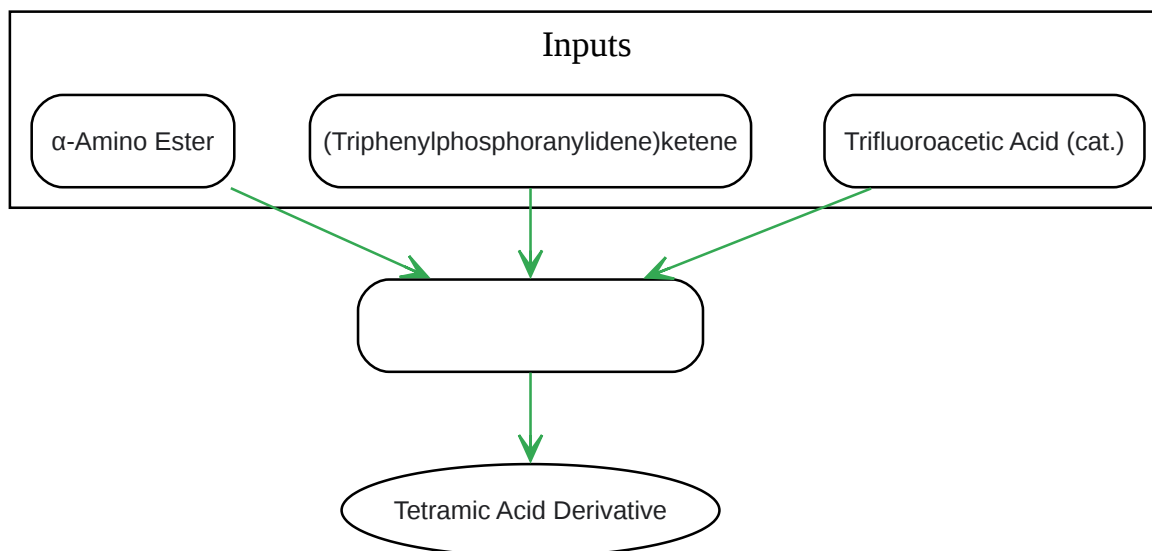 Inputs
α-Amino Ester
(Triphenylphosphoranylidene)ketene
Trifluoroacetic Acid (cat.)
Tetramic Acid Derivative